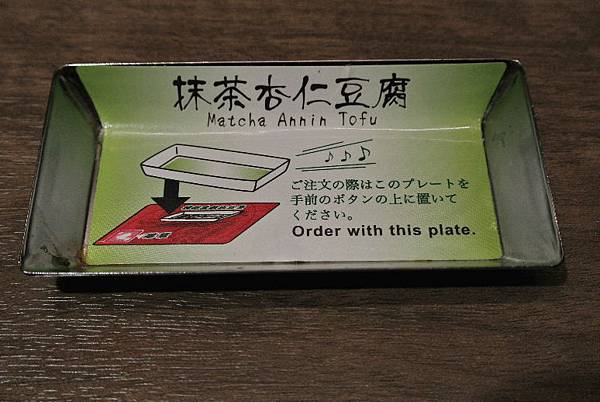 抹茶杏仁豆腐
Matcha Annin Tofu
ご注文の際はこのプレートを
手前のボタンの上に置いて
ください。
Order with this plate.